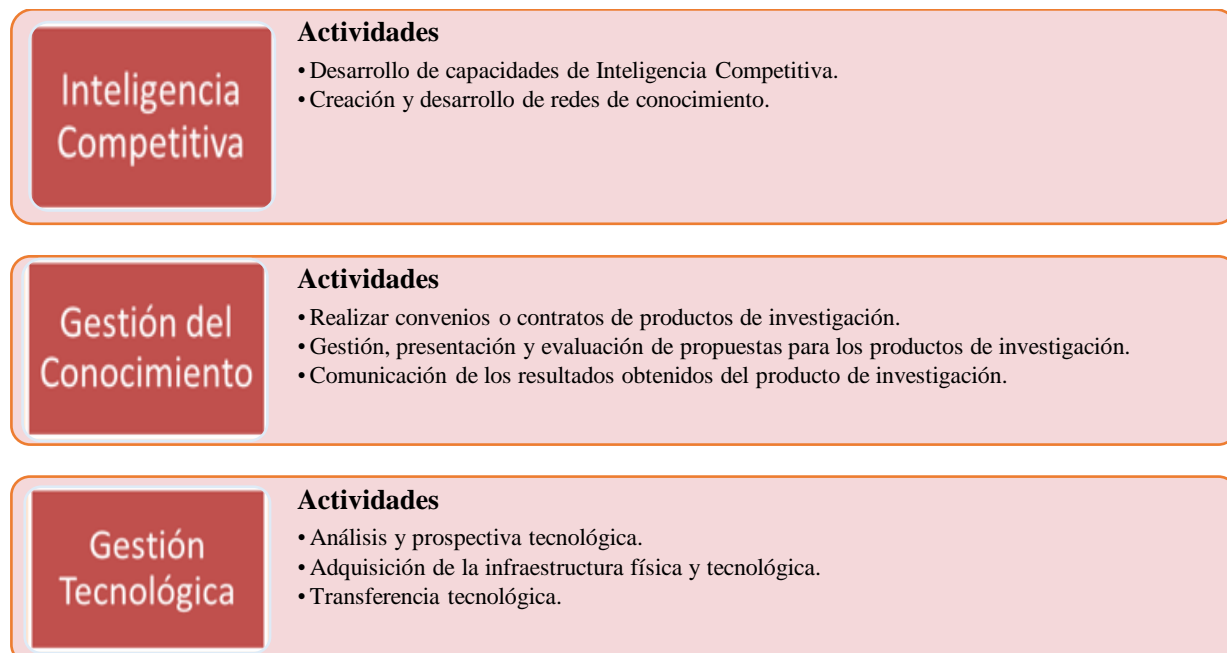 Inteligencia
Competitiva
Actividades
• Desarrollo de capacidades de Inteligencia Competitiva.
• Creación y desarrollo de redes de conocimiento.
Gestión del
Conocimiento
Actividades
• Realizar convenios o contratos de productos de investigación.
• Gestión, presentación y evaluación de propuestas para los productos de investigación.
• Comunicación de los resultados obtenidos del producto de investigación.
Gestión
Tecnológica
Actividades
• Análisis y prospectiva tecnológica.
• Adquisición de la infraestructura física y tecnológica.
• Transferencia tecnológica.